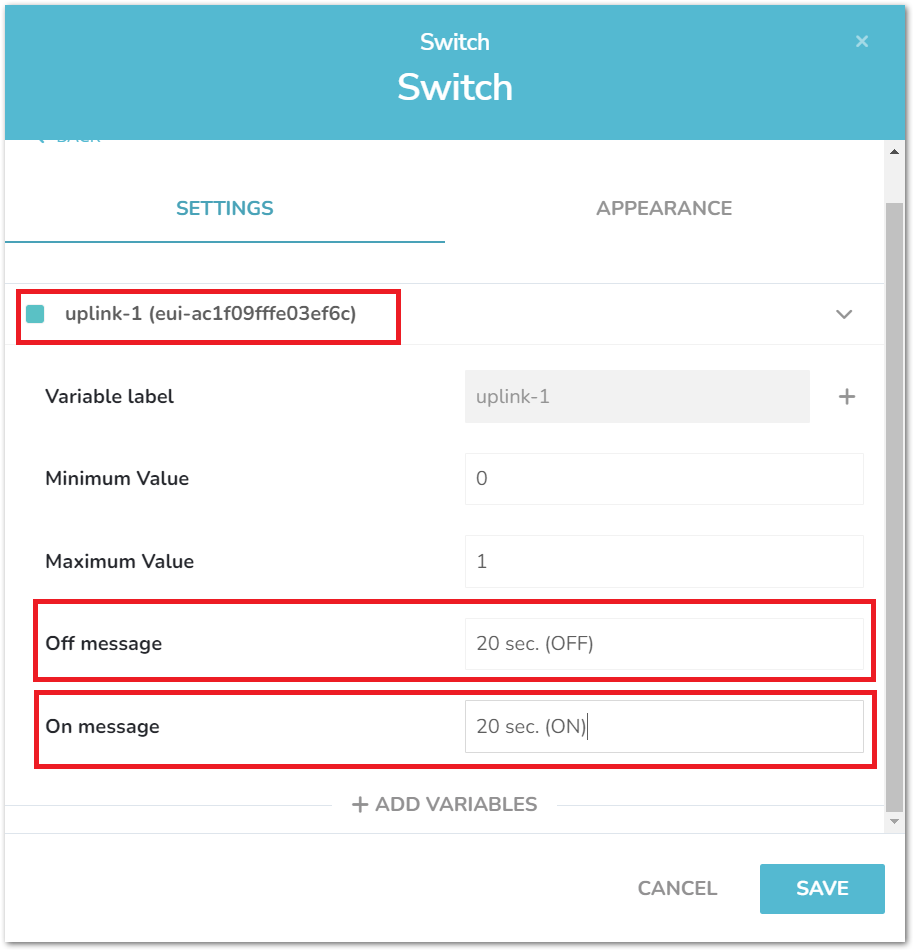 Switch
×
Switch
SETTINGS
APPEARANCE
uplink-1 (eui-ac1f09fffe03ef6c)
Variable label
uplink-1
+
Minimum Value
0
Maximum Value
1
Off message
20 sec. (OFF)
On message
20 sec. (ON)
+ ADD VARIABLES
CANCEL
SAVE